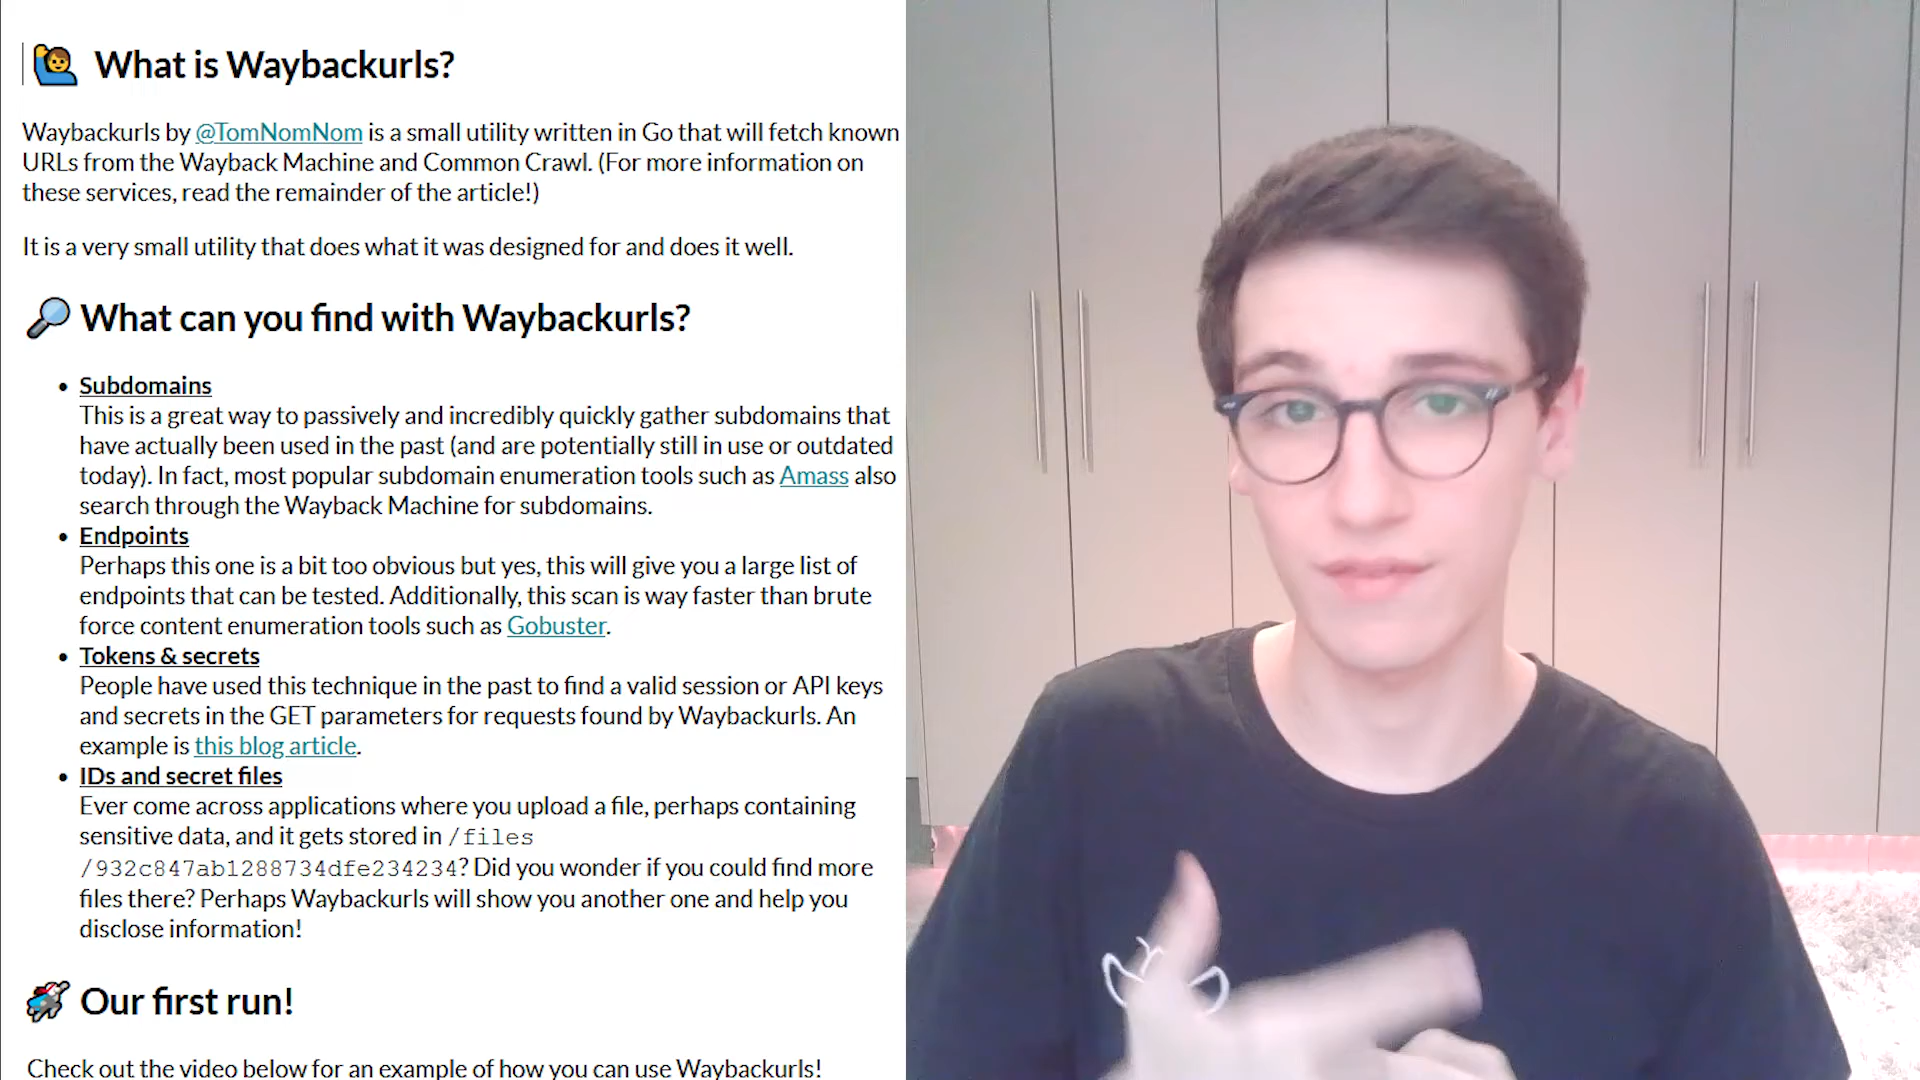 What is Waybackurls?
Waybackurls by @TomNomNom is a small utility written in Go that will fetch known
URLs from the Wayback Machine and Common Crawl. (For more information on
these services, read the remainder of the article!)
It is a very small utility that does what it was designed for and does it well.
What can you find with Waybackurls?
• Subdomains
This is a great way to passively and incredibly quickly gather subdomains that
have actually been used in the past (and are potentially still in use or outdated
today). In fact, most popular subdomain enumeration tools such as Amass also
search through the Wayback Machine for subdomains.
• Endpoints
Perhaps this one is a bit too obvious but yes, this will give you a large list of
endpoints that can be tested. Additionally, this scan is way faster than brute
force content enumeration tools such as Gobuster.
• Tokens & secrets
People have used this technique in the past to find a valid session or API keys
and secrets in the GET parameters for requests found by Waybackurls. An
example is this blog article.
• IDs and secret files
Ever come across applications where you upload a file, perhaps containing
sensitive data, and it gets stored in /files
/932c847ab1288734dfe234234? Did you wonder if you could find more
files there? Perhaps Waybackurls will show you another one and help you
disclose information!
Our first run!
Check out the video below for an example of how you can use Waybackurls!